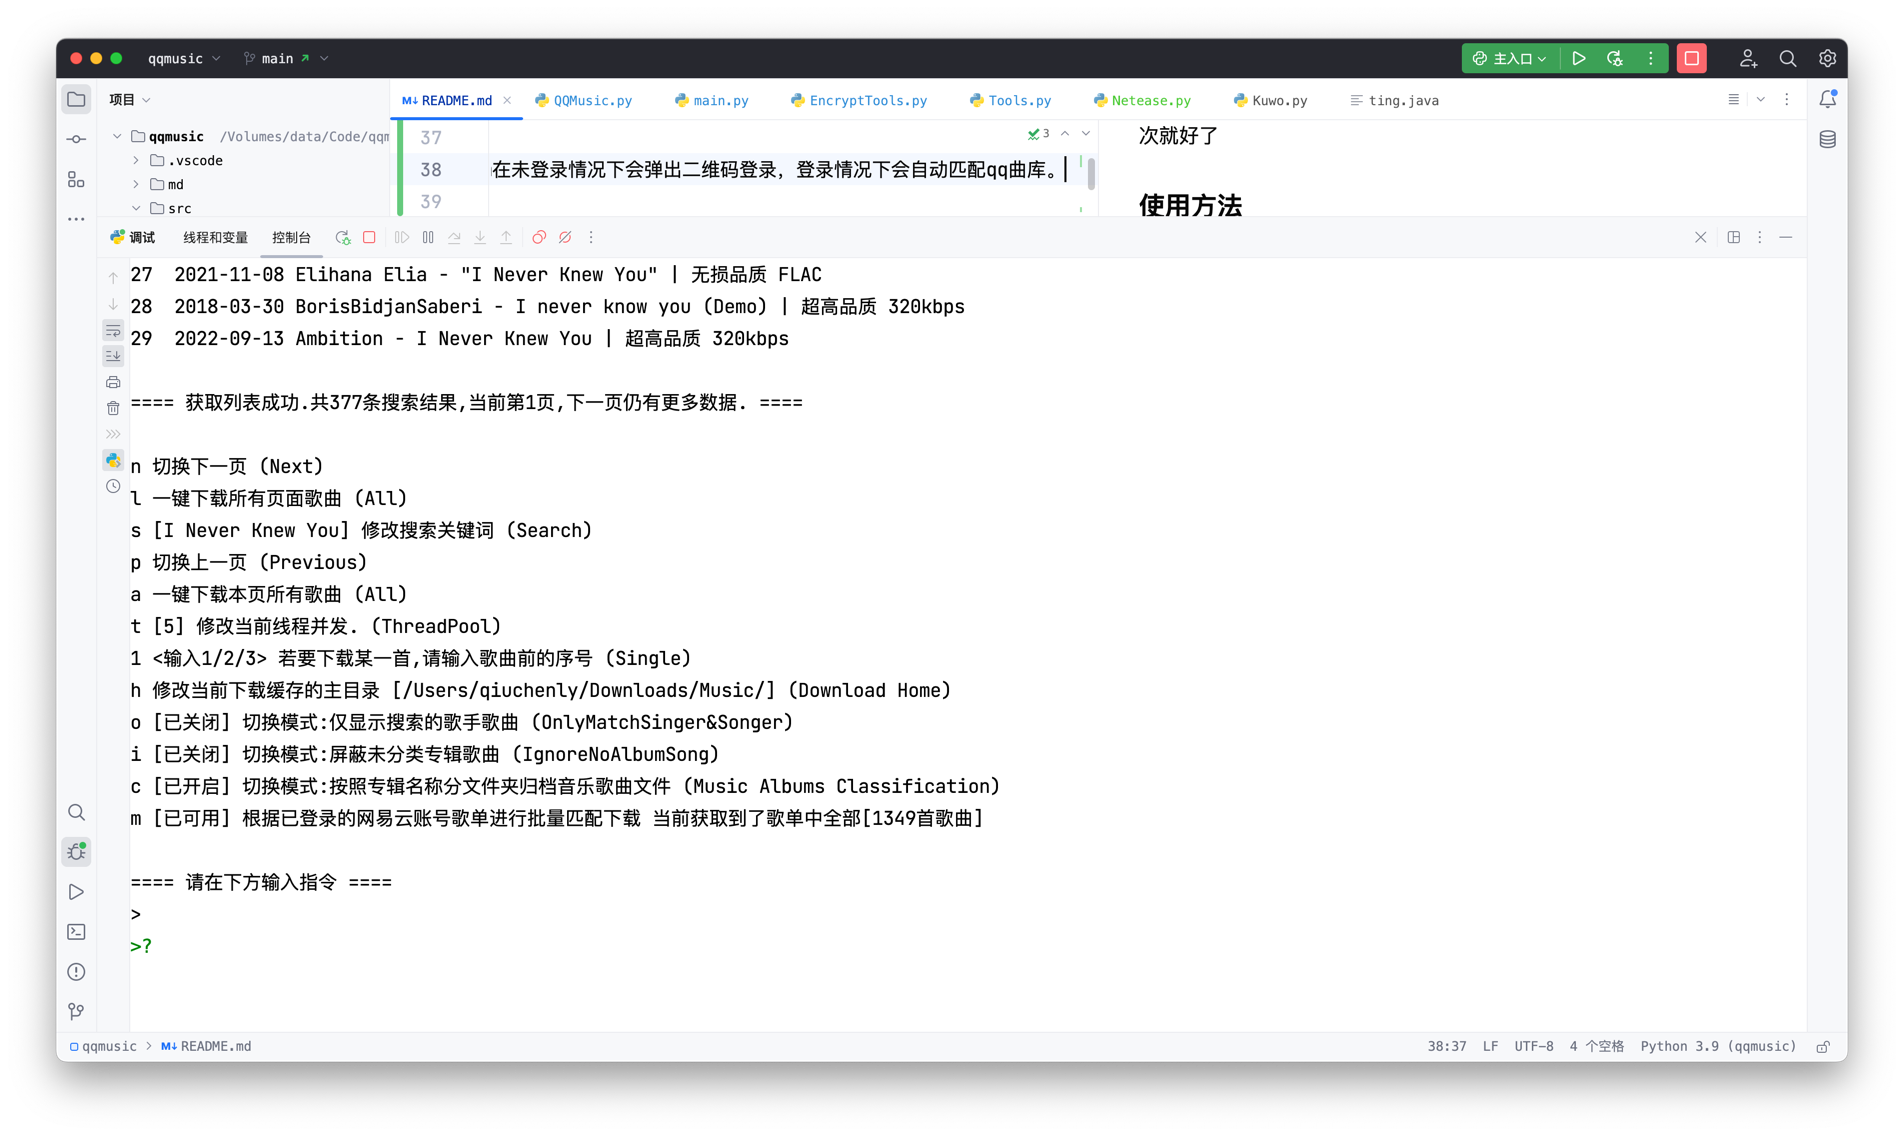 qqmusic main 主入口
项目
README.md QQMusic.py main.py EncryptTools.py Tools.py Netease.py Kuwo.py ting.java
qqmusic /Volumes/data/Code/qqm
.vscode
md
src
37
38 在未登录情况下会弹出二维码登录，登录情况下会自动匹配qq曲库。
39
3
次就好了
使用方法
调试 线程和变量 控制台
27 2021-11-08 Elihana Elia - "I Never Knew You" | 无损品质 FLAC
28 2018-03-30 BorisBidjanSaberi - I never know you (Demo) | 超高品质 320kbps
29 2022-09-13 Ambition - I Never Knew You | 超高品质 320kbps
==== 获取列表成功.共377条搜索结果,当前第1页,下一页仍有更多数据. ====
n 切换下一页 (Next)
l 一键下载所有页面歌曲 (All)
s [I Never Knew You] 修改搜索关键词 (Search)
p 切换上一页 (Previous)
a 一键下载本页所有歌曲 (All)
t [5] 修改当前线程并发. (ThreadPool)
1 <输入1/2/3> 若要下载某一首,请输入歌曲前的序号 (Single)
h 修改当前下载缓存的主目录 [/Users/qiuchenly/Downloads/Music/] (Download Home)
o [已关闭] 切换模式:仅显示搜索的歌手歌曲 (OnlyMatchSinger&Songer)
i [已关闭] 切换模式:屏蔽未分类专辑歌曲 (IgnoreNoAlbumSong)
c [已开启] 切换模式:按照专辑名称分文件夹归档音乐歌曲文件 (Music Albums Classification)
m [已可用] 根据已登录的网易云账号歌单进行批量匹配下载 当前获取到了歌单中全部[1349首歌曲]
==== 请在下方输入指令 ====
>
>?
qqmusic > M↓ README.md
38:37 LF UTF-8 4 个空格 Python 3.9 (qqmusic)